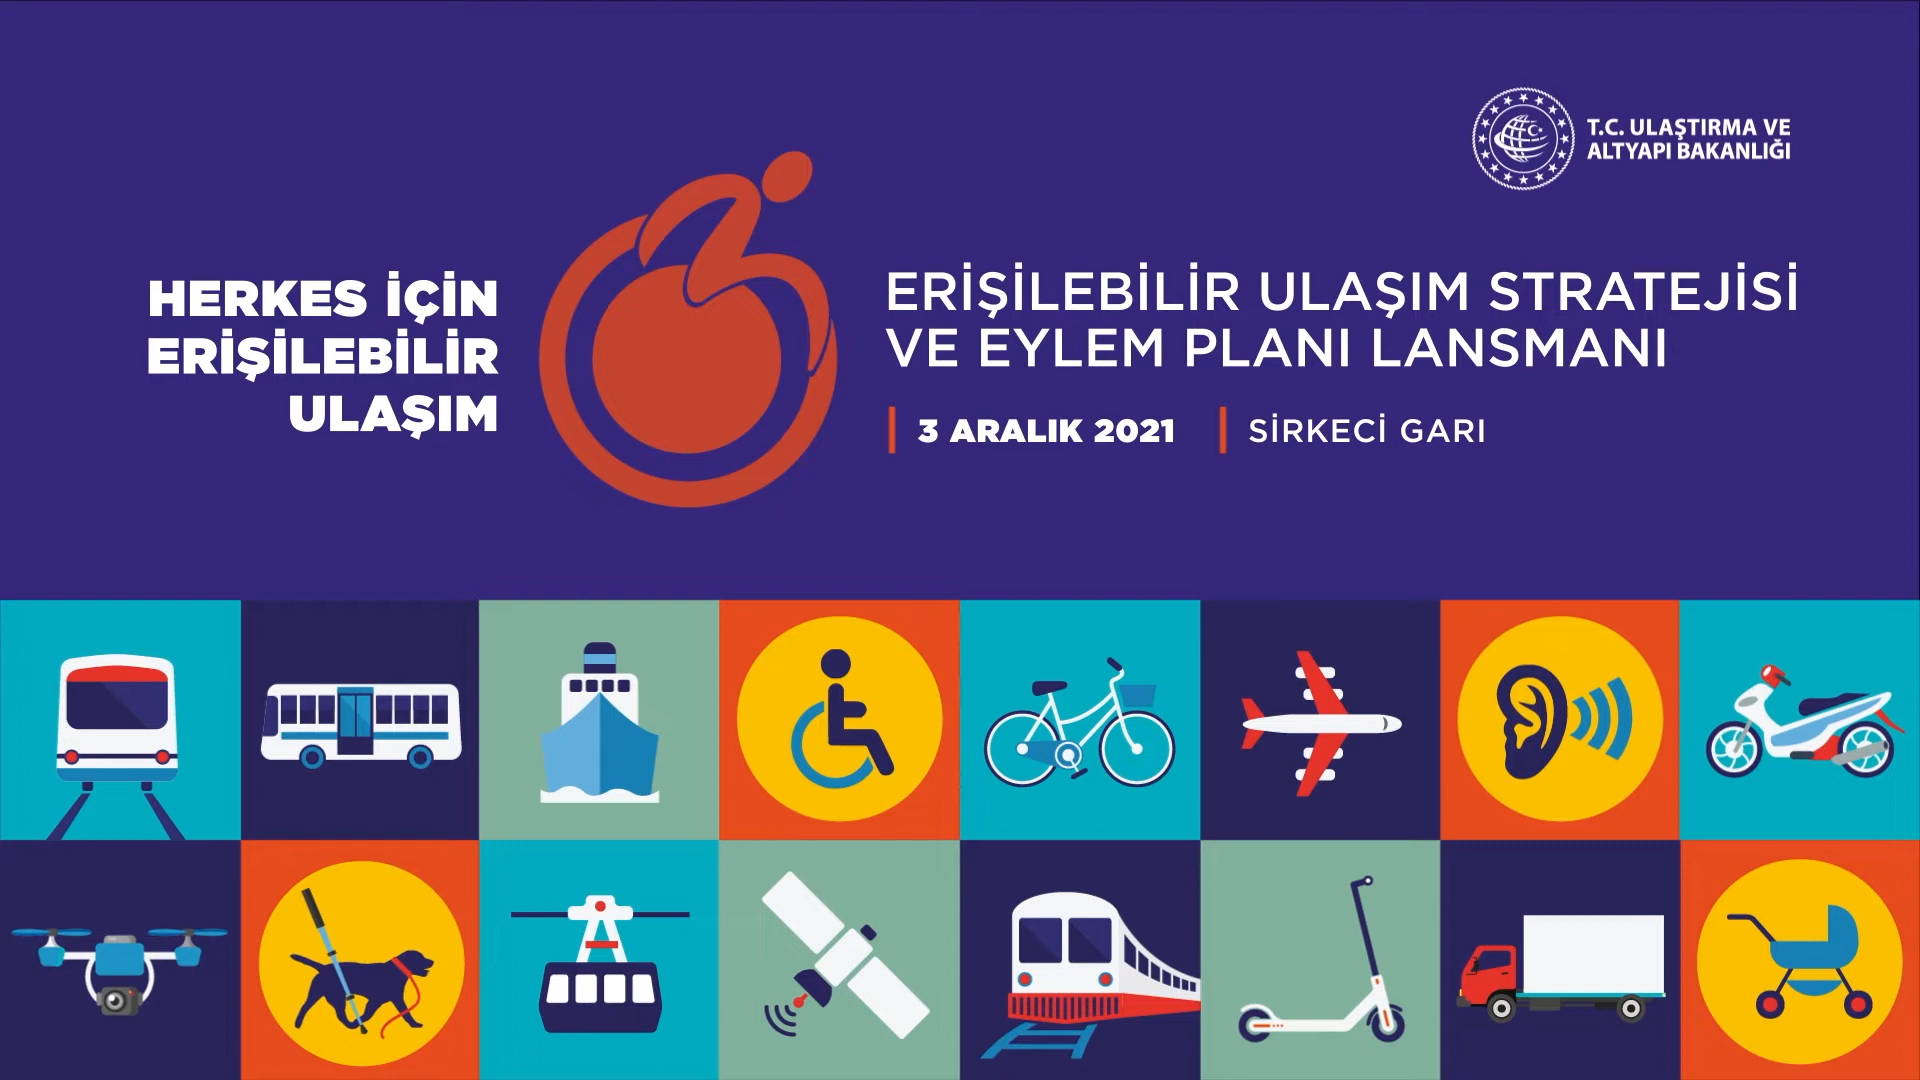 T.C. ULAŞTIRMA VE
ALTYAPI BAKANLIĞI
HERKES İÇİN
ERİŞİLEBİLİR
ULAŞIM
ERİŞİLEBİLİR ULAŞIM STRATEJİSİ
VE EYLEM PLANI LANSMANI
3 ARALIK 2021
SİRKECİ GARI